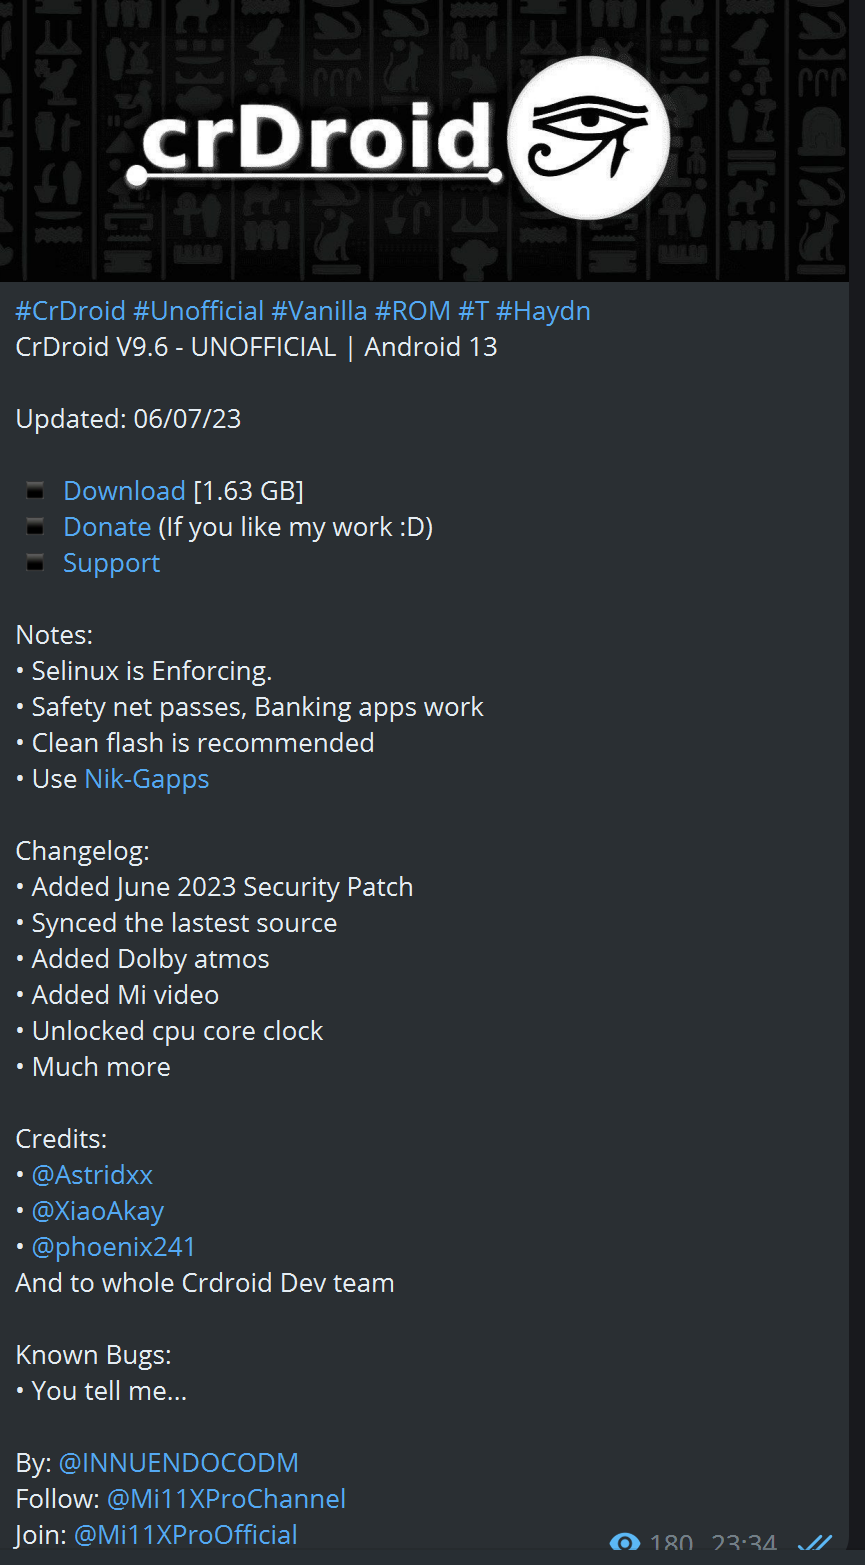 crDroid
#CrDroid #Unofficial #Vanilla #ROM #T #Haydn
CrDroid V9.6 - UNOFFICIAL | Android 13
Updated: 06/07/23
▪ Download [1.63 GB]
▪ Donate (If you like my work :D)
▪ Support
Notes:
• Selinux is Enforcing.
• Safety net passes, Banking apps work
• Clean flash is recommended
• Use Nik-Gapps
Changelog:
• Added June 2023 Security Patch
• Synced the lastest source
• Added Dolby atmos
• Added Mi video
• Unlocked cpu core clock
• Much more
Credits:
• @Astridxx
• @XiaoAkay
• @phoenix241
And to whole Crdroid Dev team
Known Bugs:
• You tell me...
By: @INNUENDOCODM
Follow: @Mi11XProChannel
Join: @Mi11XProOfficial
180 23:34